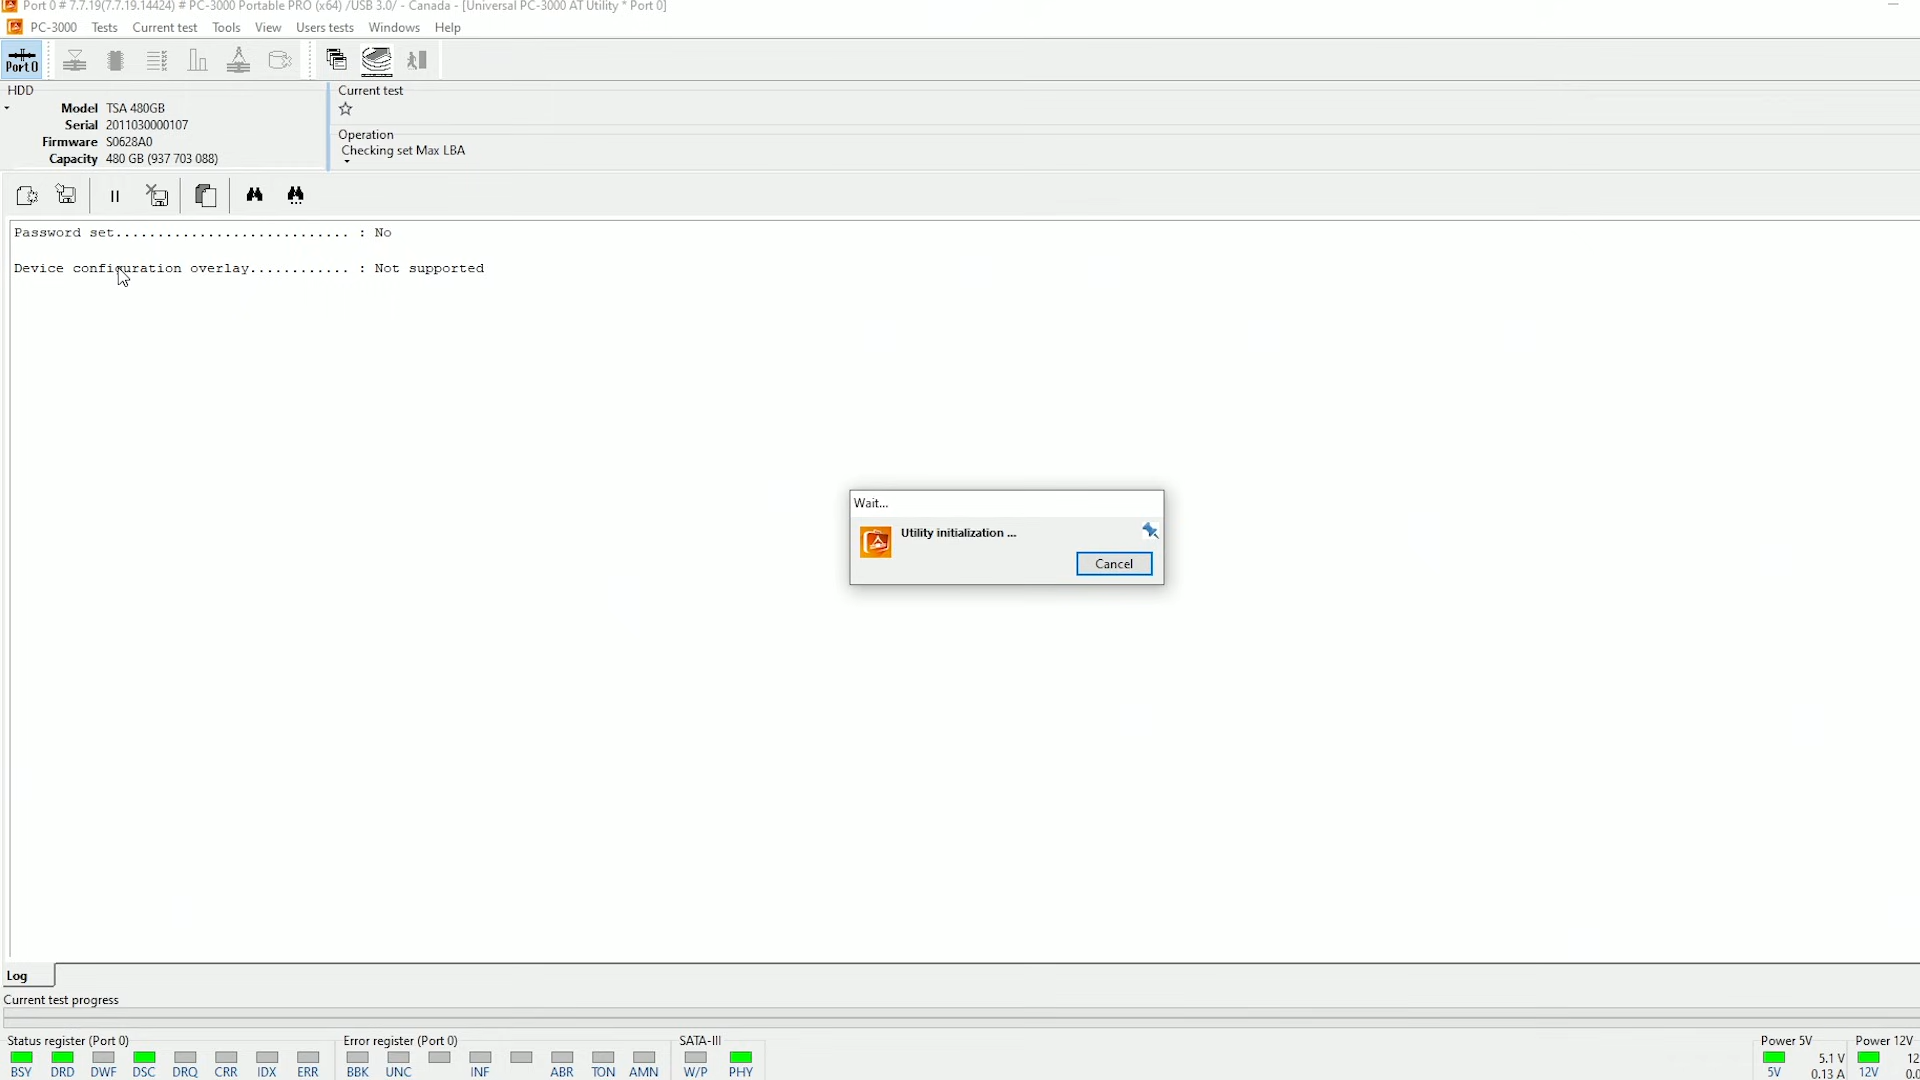 Port 0 # 7.7.19(7.7.19.14424) # PC-3000 Portable PRO (x64) /USB 3.0/ - Canada - [Universal PC-3000 AT Utility * Port 0]
PC-3000 Tests Current test Tools View Users tests Windows Help
Port0
HDD
Model TSA 480GB
Serial 2011030000107
Firmware S0628A0
Capacity 480 GB (937 703 088)
Current test
Operation
Checking set Max LBA
Password set............................ : No
Device configuration overlay............ : Not supported
Wait...
Utility initialization ...
Cancel
Log
Current test progress
Status register (Port 0) Error register (Port 0) SATA-III Power 5V Power 12V
5.1 V 12
BSY DRD DWF DSC DRQ CRR IDX ERR BBK UNC INF ABR TON AMN W/P PHY 5V 0.13 A 12V 0.0